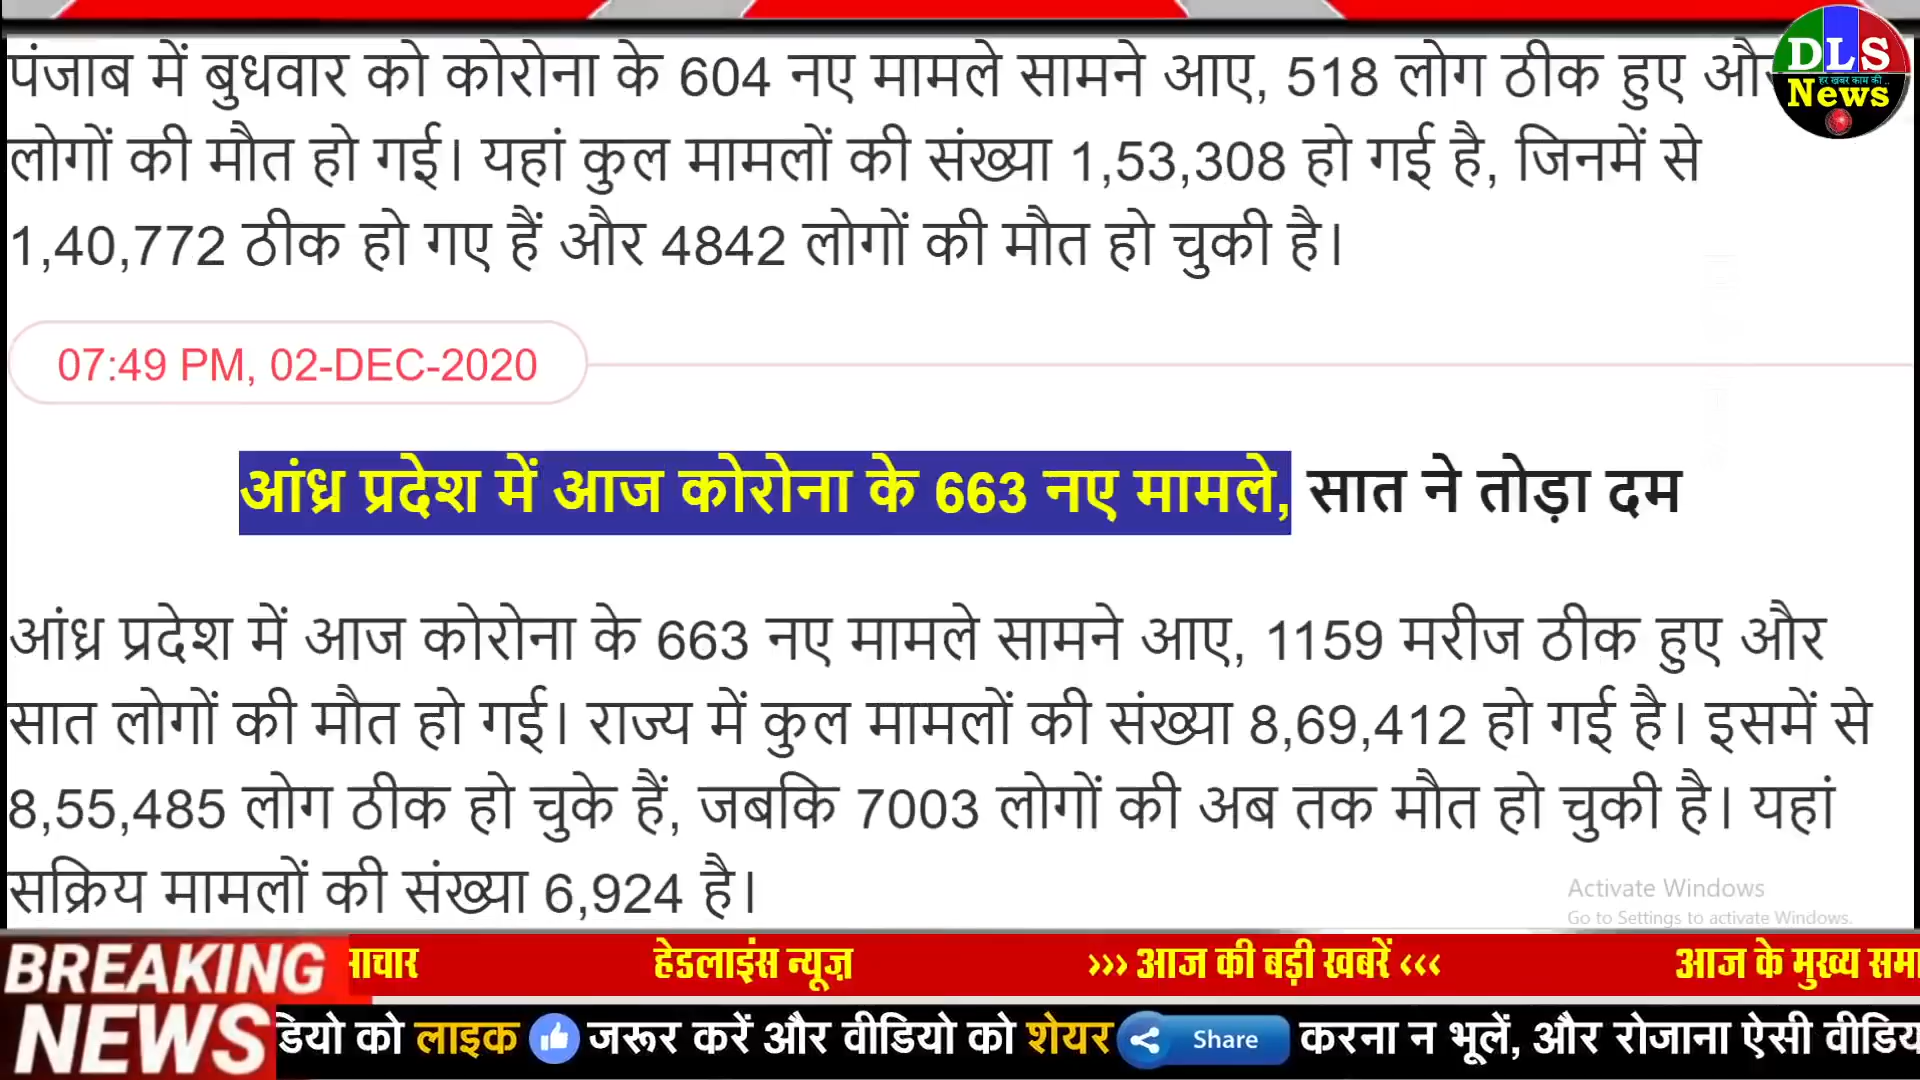 पंजाब में बुधवार को कोरोना के 604 नए मामले सामने आए, 518 लोग ठीक हुए
लोगों की मौत हो गई। यहां कुल मामलों की संख्या 1,53,308 हो गई है, जिनमें से
1,40,772 ठीक हो गए हैं और 4842 लोगों की मौत हो चुकी है।
DLS
हर खबर काम की..
News
07:49 PM, 02-DEC-2020
आंध्र प्रदेश में आज कोरोना के 663 नए मामले, सात ने तोड़ा दम
आंध्र प्रदेश में आज कोरोना के 663 नए मामले सामने आए, 1159 मरीज ठीक हुए और
सात लोगों की मौत हो गई। राज्य में कुल मामलों की संख्या 8,69,412 हो गई है। इसमें से
8,55,485 लोग ठीक हो चुके हैं, जबकि 7003 लोगों की अब तक मौत हो चुकी है। यहां
सक्रिय मामलों की संख्या 6,924 है।
Activate Windows
Go to Settings to activate Windows.
BREAKING
NEWS
ाचार हेडलाइंस न्यूज़ >>> आज की बड़ी खबरें <<< आज के मुख्य समा
डियो को लाइक जरूर करें और वीडियो को शेयर Share करना न भूलें, और रोजाना ऐसी वीडिय